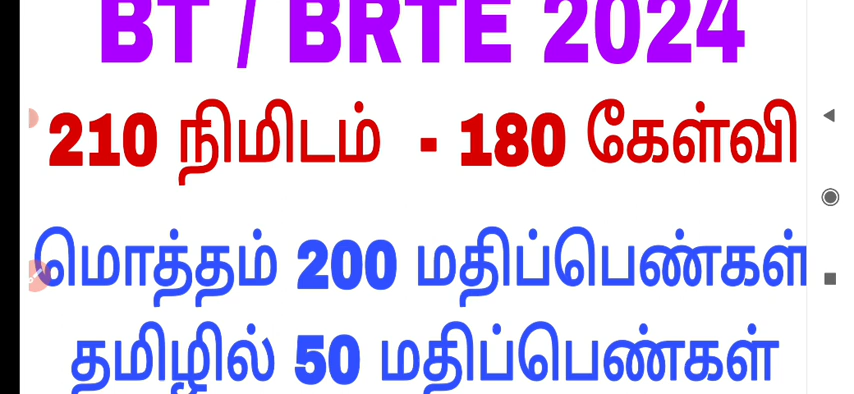 BT / BRTE 2024
210 நிமிடம் - 180 கேள்வி
மொத்தம் 200 மதிப்பெண்கள்
தமிழில் 50 மதிப்பெண்கள்